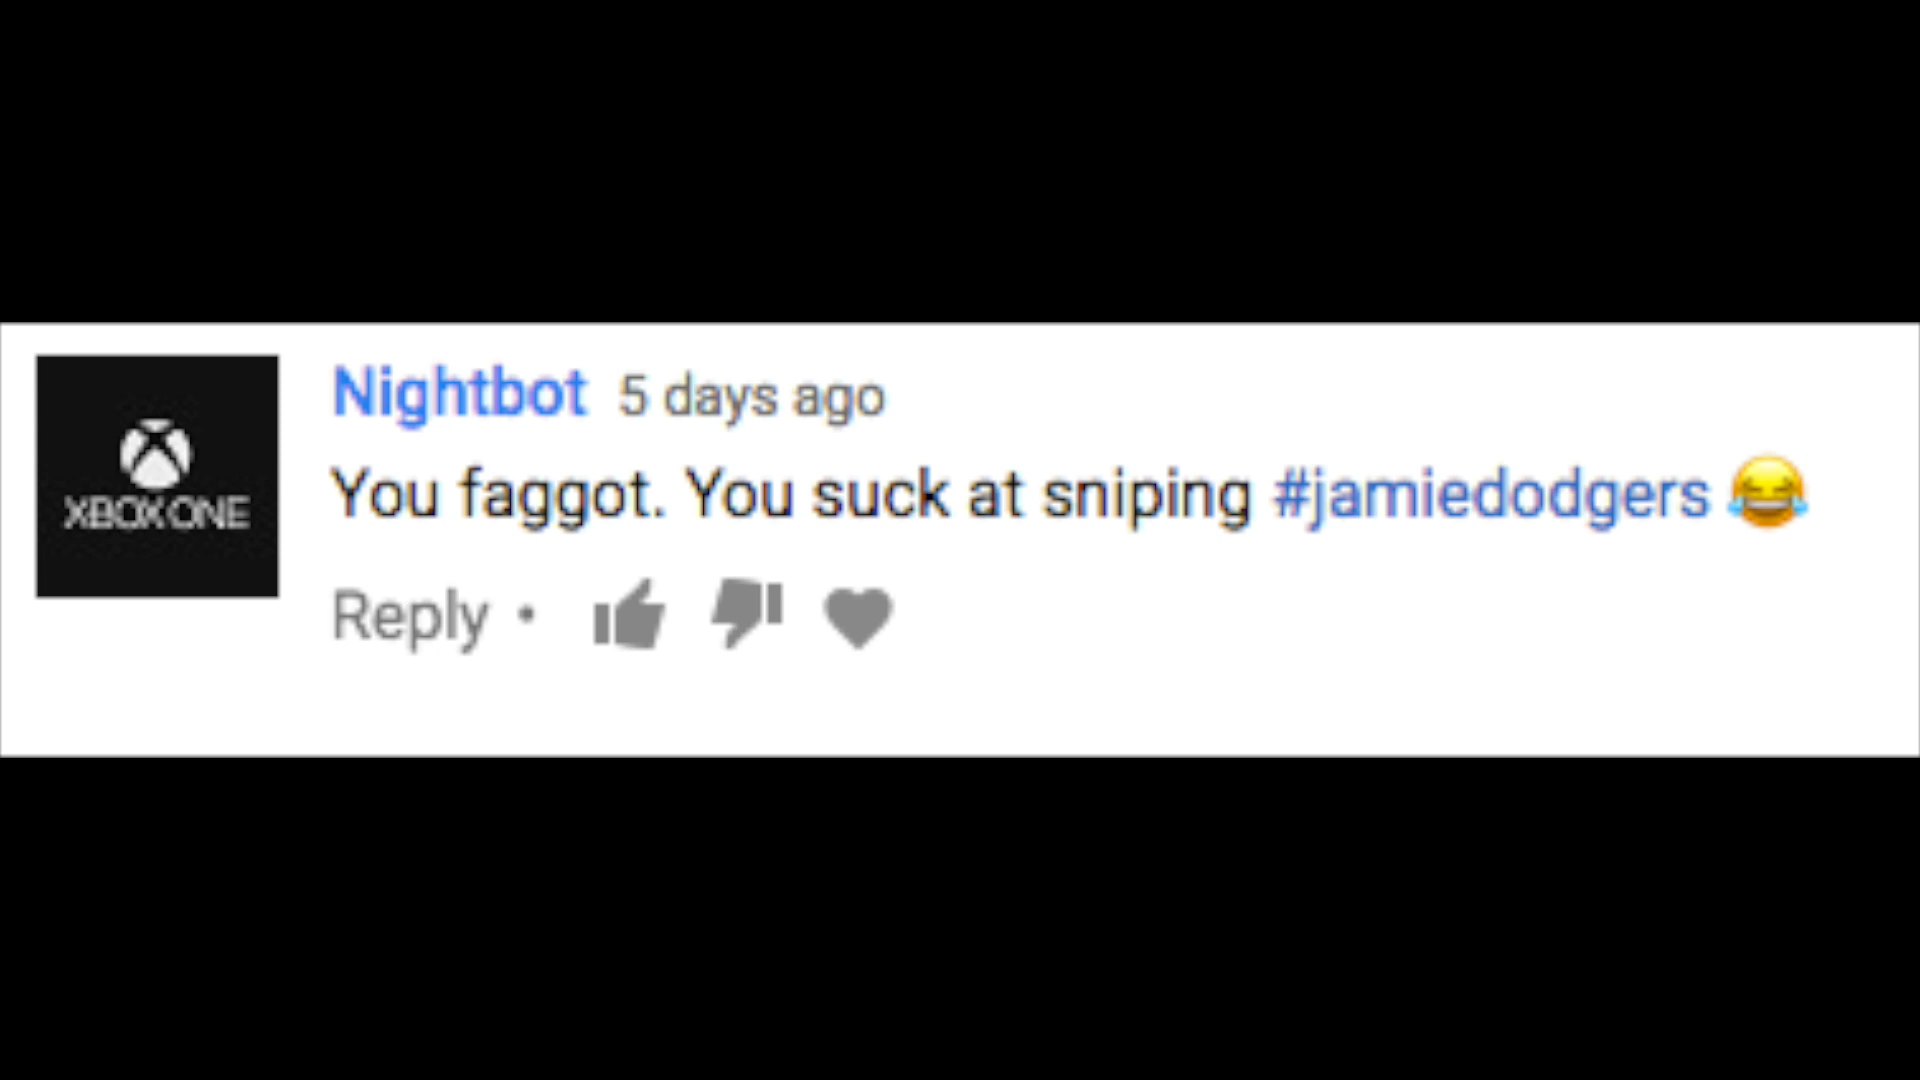 XBOX ONE
Nightbot 5 days ago
You faggot. You suck at sniping #jamiedodgers 😂
Reply •